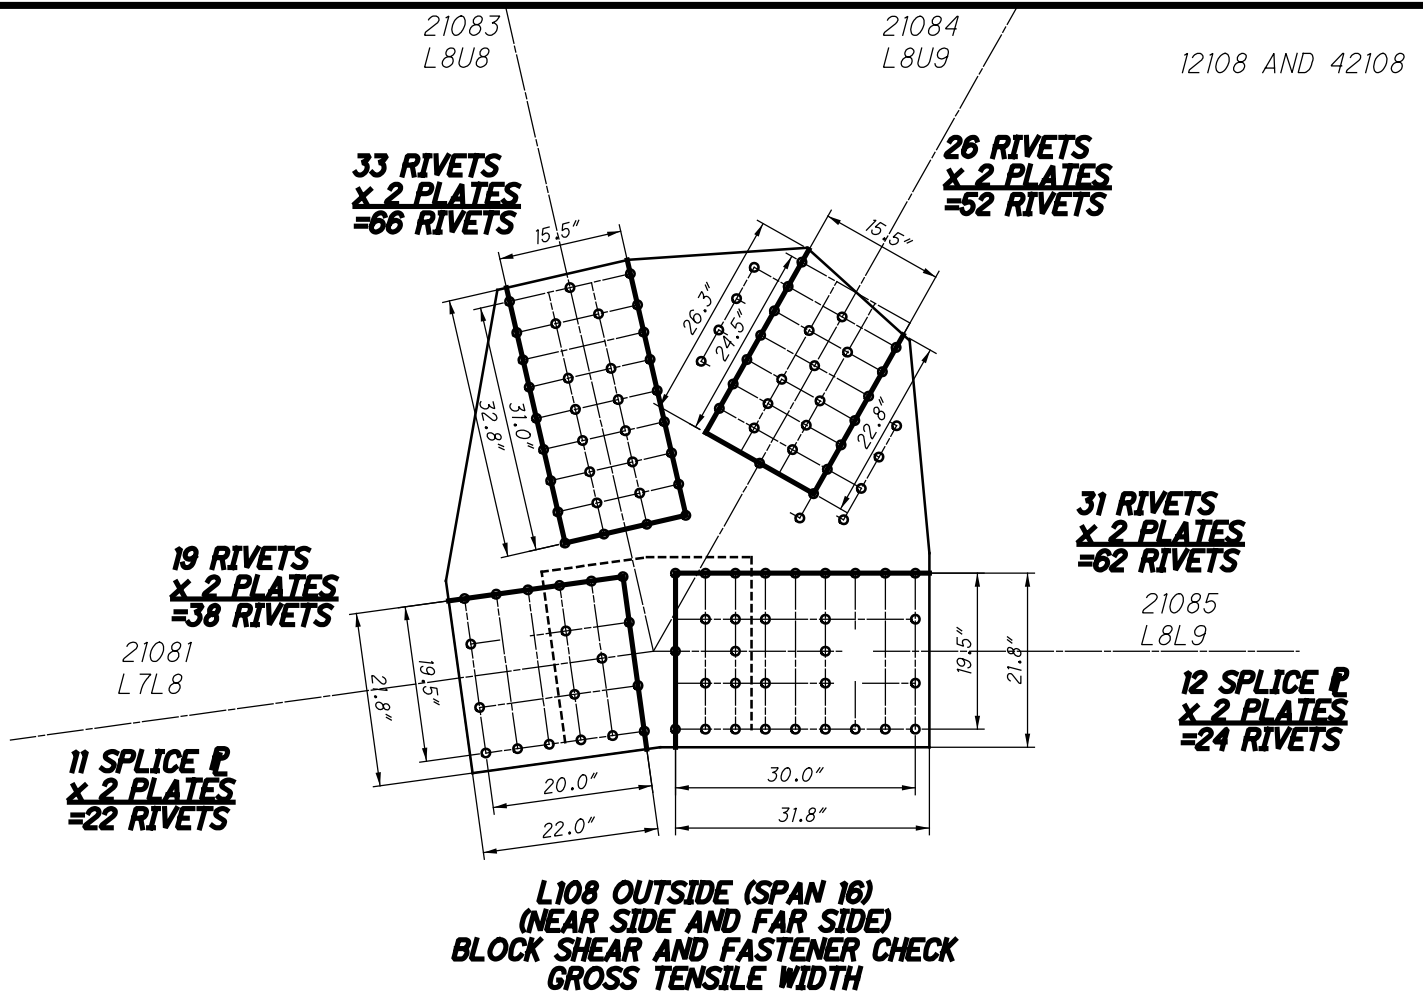 21083
L8U8
21084
L8U9
12108 AND 42108
33 RIVETS
x 2 PLATES
=66 RIVETS
26 RIVETS
x 2 PLATES
=52 RIVETS
15.5"
15.5"
26.3"
24.5"
32.8"
31.0"
22.8"
31 RIVETS
x 2 PLATES
=62 RIVETS
19 RIVETS
x 2 PLATES
=38 RIVETS
21085
L8L9
21081
L7L8
21.8"
19.5"
19.5"
21.8"
12 SPLICE ⅊
x 2 PLATES
=24 RIVETS
11 SPLICE ⅊
x 2 PLATES
=22 RIVETS
20.0"
22.0"
30.0"
31.8"
L108 OUTSIDE (SPAN 16)
(NEAR SIDE AND FAR SIDE)
BLOCK SHEAR AND FASTENER CHECK
GROSS TENSILE WIDTH